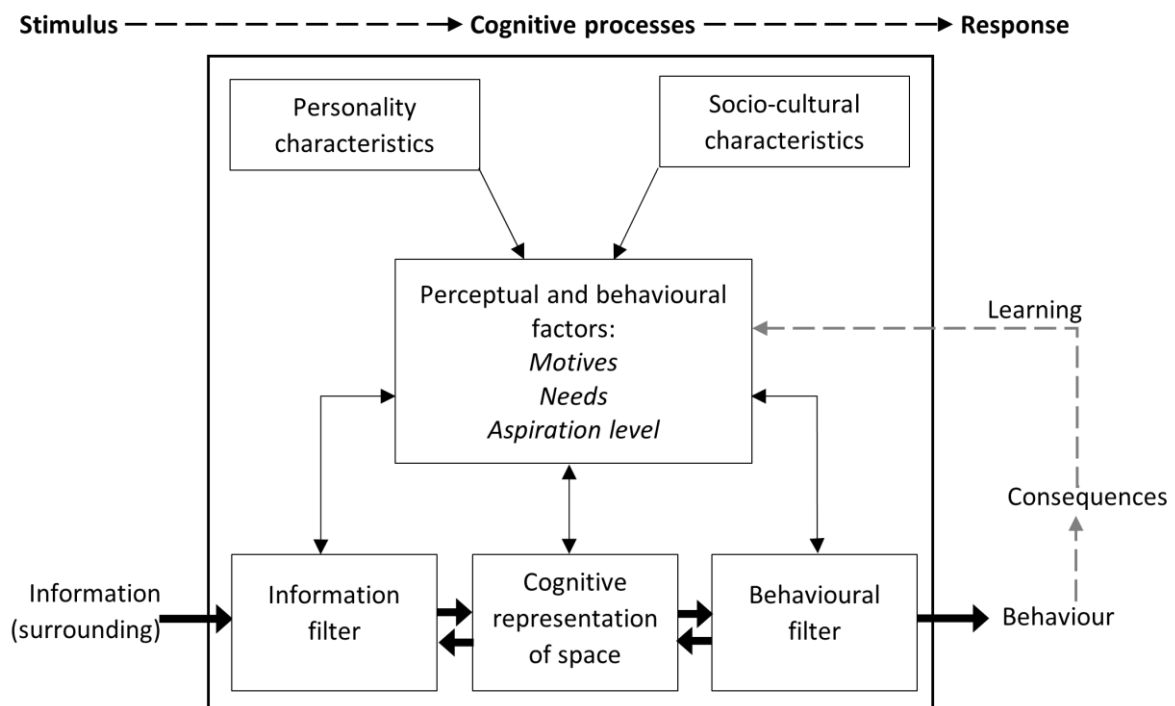 Stimulus Cognitive processes Response
Personality
characteristics
Socio-cultural
characteristics
Perceptual and behavioural
factors:
Motives
Needs
Aspiration level
Learning
Consequences
Information
(surrounding)
Information
filter
Cognitive
representation
of space
Behavioural
filter
Behaviour